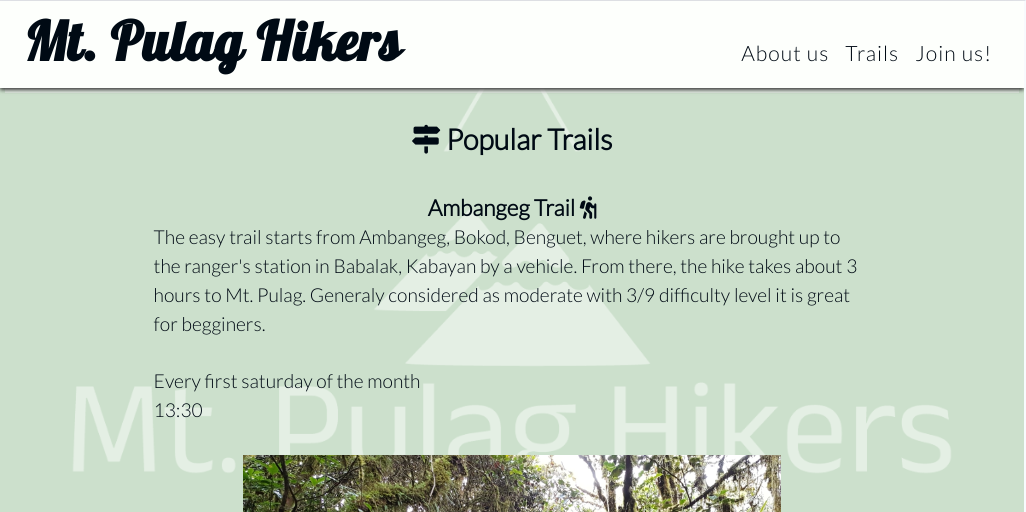 Mt. Pulag Hikers
About us Trails Join us!
Popular Trails
Ambangeg Trail
The easy trail starts from Ambangeg, Bokod, Benguet, where hikers are brought up to
the ranger's station in Babalak, Kabayan by a vehicle. From there, the hike takes about 3
hours to Mt. Pulag. Generaly considered as moderate with 3/9 difficulty level it is great
for begginers.
Every first saturday of the month
13:30
Mt. Pulag Hikers